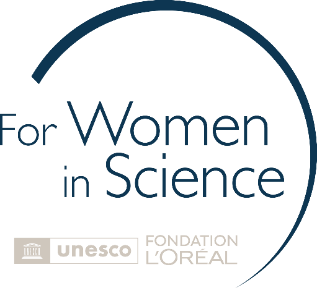 For Women
in Science
unesco
FONDATION
L'ORÉAL